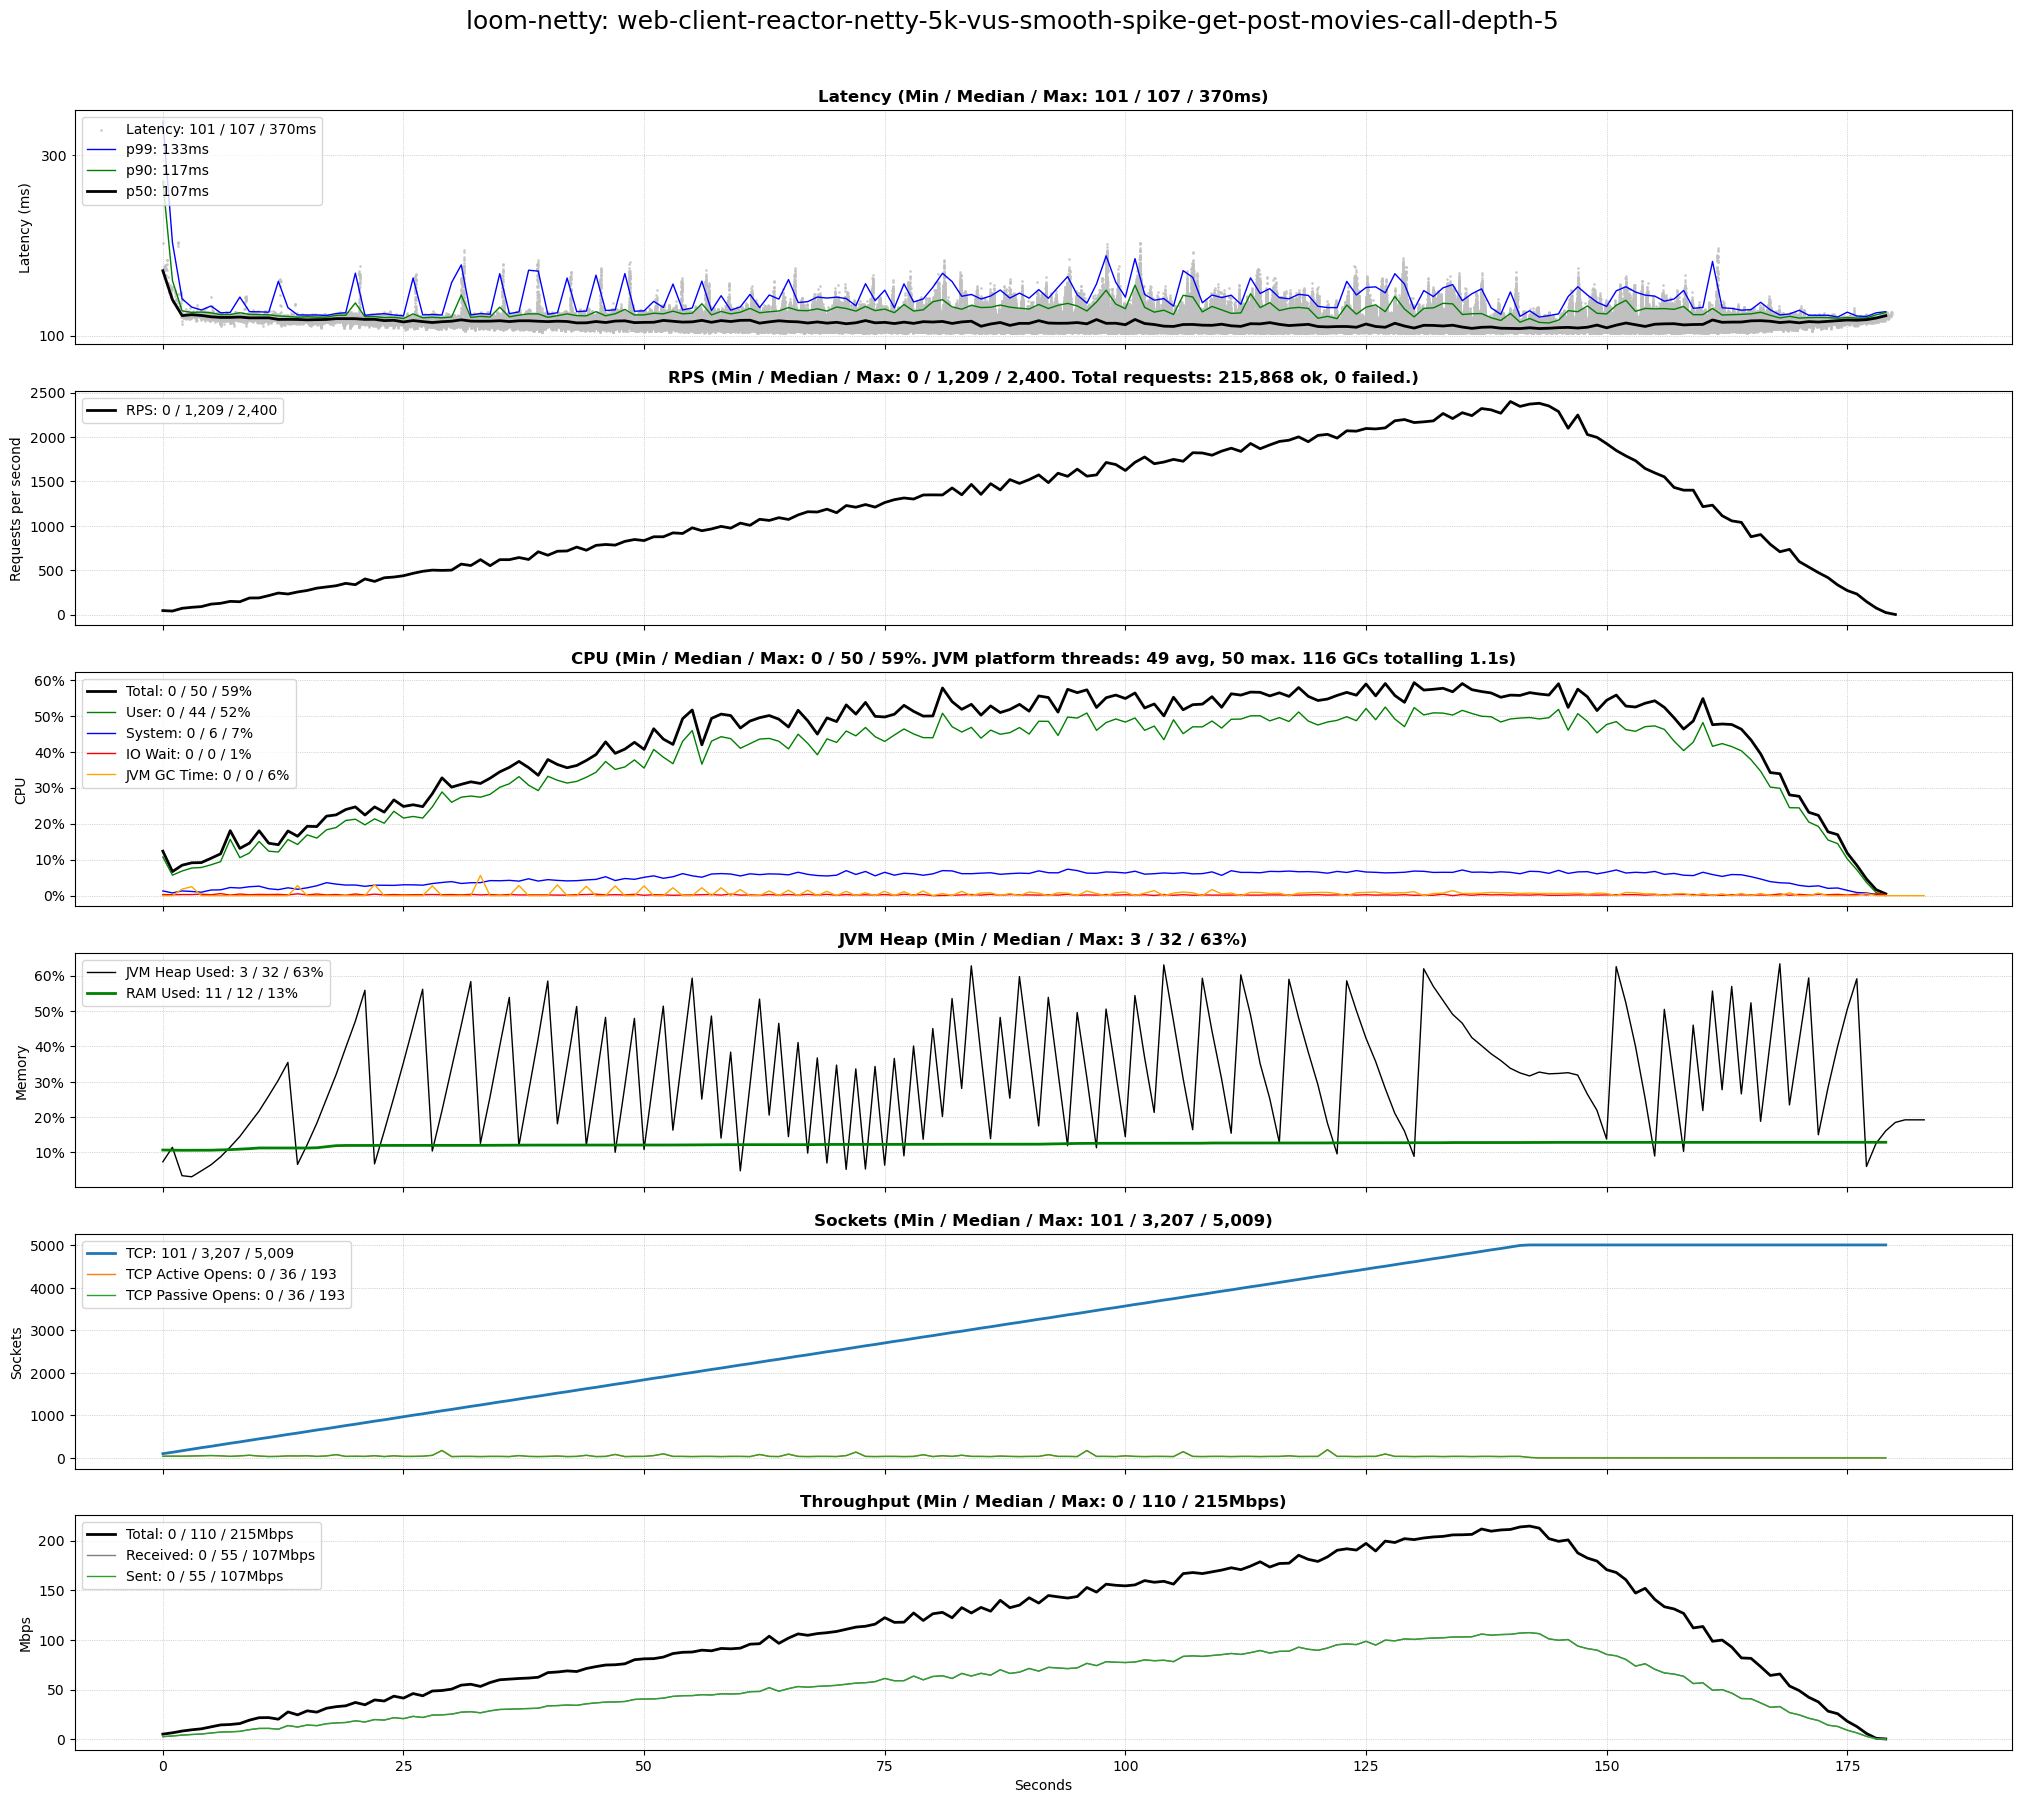 loom-netty: web-client-reactor-netty-5k-vus-smooth-spike-get-post-movies-call-depth-5
Latency (Min / Median / Max: 101 / 107 / 370ms)
Latency: 101 / 107 / 370ms
p99: 133ms
p90: 117ms
p50: 107ms
300
100
Latency (ms)
RPS (Min / Median / Max: 0 / 1,209 / 2,400. Total requests: 215,868 ok, 0 failed.)
RPS: 0 / 1,209 / 2,400
2500
2000
1500
1000
500
0
Requests per second
CPU (Min / Median / Max: 0 / 50 / 59%. JVM platform threads: 49 avg, 50 max. 116 GCs totalling 1.1s)
Total: 0 / 50 / 59%
User: 0 / 44 / 52%
System: 0 / 6 / 7%
IO Wait: 0 / 0 / 1%
JVM GC Time: 0 / 0 / 6%
60%
50%
40%
30%
20%
10%
0%
CPU
JVM Heap (Min / Median / Max: 3 / 32 / 63%)
JVM Heap Used: 3 / 32 / 63%
RAM Used: 11 / 12 / 13%
60%
50%
40%
30%
20%
10%
Memory
Sockets (Min / Median / Max: 101 / 3,207 / 5,009)
TCP: 101 / 3,207 / 5,009
TCP Active Opens: 0 / 36 / 193
TCP Passive Opens: 0 / 36 / 193
5000
4000
3000
2000
1000
0
Sockets
Throughput (Min / Median / Max: 0 / 110 / 215Mbps)
Total: 0 / 110 / 215Mbps
Received: 0 / 55 / 107Mbps
Sent: 0 / 55 / 107Mbps
200
150
100
50
0
Mbps
0 25 50 75 100 125 150 175
Seconds